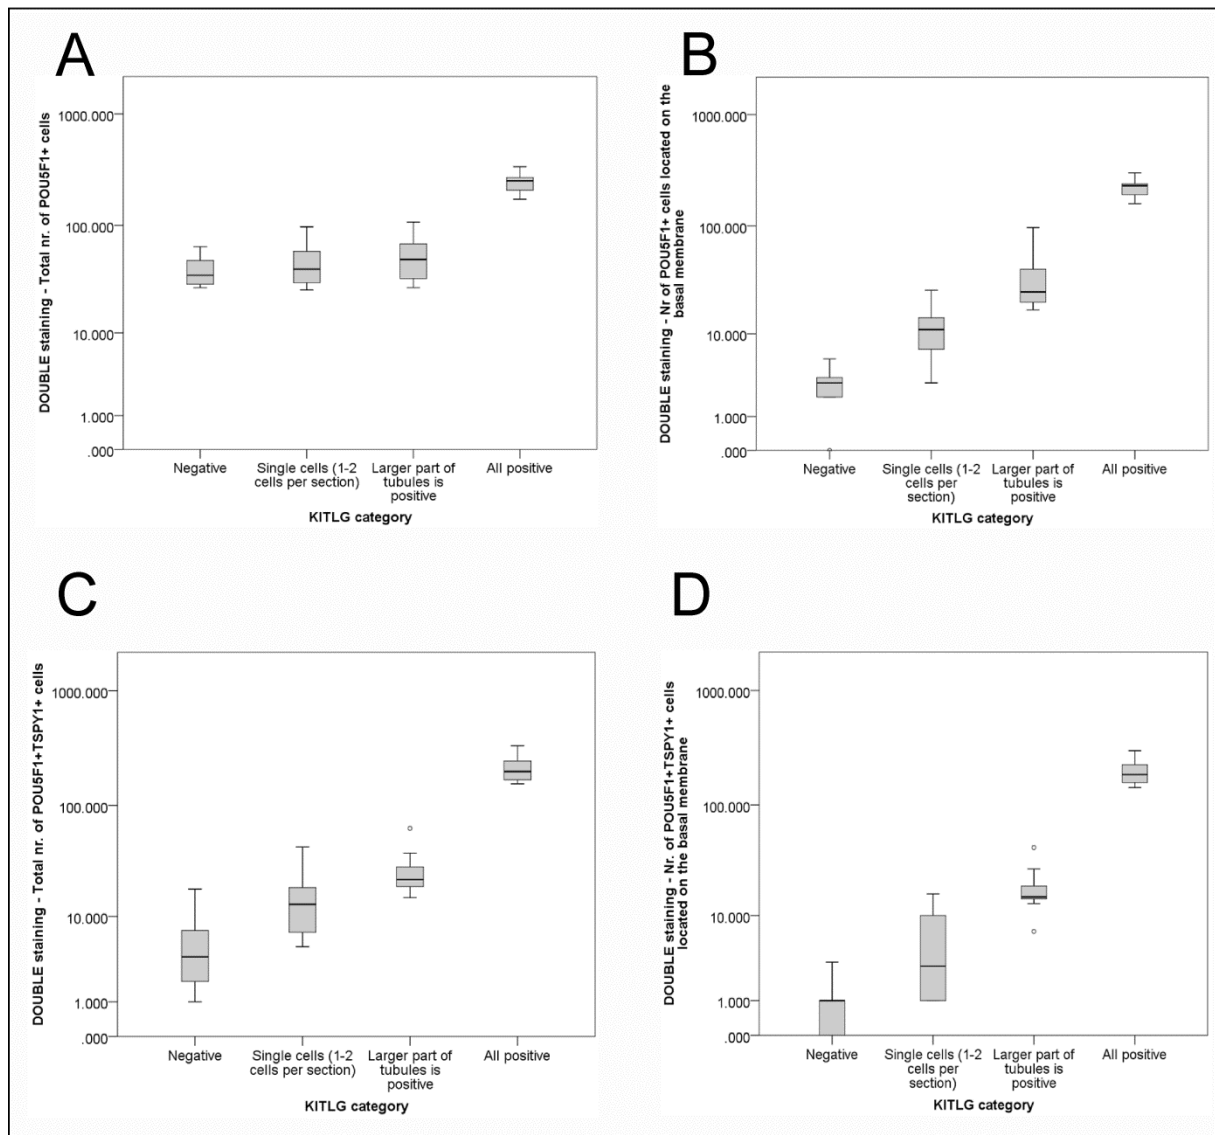 A
DOUBLE staining - Total nr. of POU5F1+ cells
1000.000
100.000
10.000
1.000
.000
Negative
Single cells (1-2
cells per section)
Larger part of
tubules is
positive
All positive
KITLG category
B
DOUBLE staining - Nr of POU5F1+ cells located on the
basal membrane
1000.000
100.000
10.000
1.000
.000
Negative
Single cells (1-2
cells per
section)
Larger part of
tubules is
positive
All positive
KITLG category
C
DOUBLE staining - Total nr. of POU5F1+TSPY1+ cells
1000.000
100.000
10.000
1.000
.000
Negative
Single cells (1-2
cells per section)
Larger part of
tubules is
positive
All positive
KITLG category
D
DOUBLE staining - Nr. of POU5F1+TSPY1+ cells
located on the basal membrane
1000.000
100.000
10.000
1.000
.000
Negative
Single cells (1-2
cells per
section)
Larger part of
tubules is
positive
All positive
KITLG category